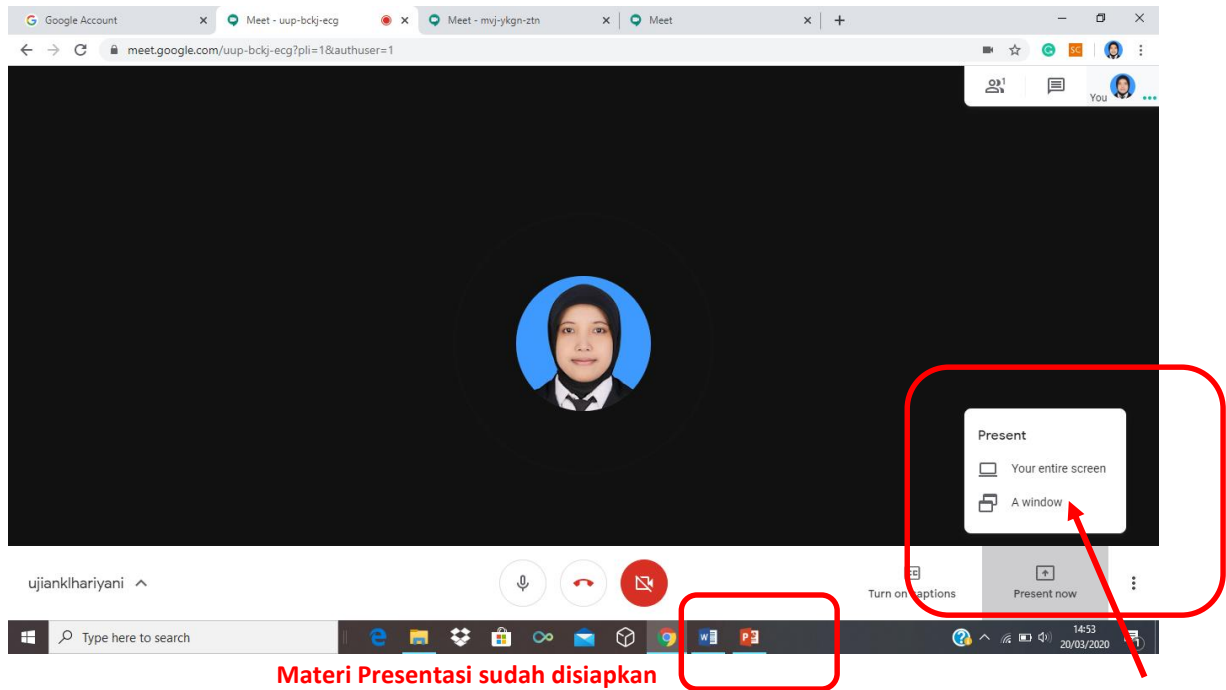 Google Account
Meet - uup-bckj-ecg
Meet - mvj-ykgn-ztn
Meet
meet.google.com/uup-bckj-ecg?pli=1&authuser=1
1
You
Present
Your entire screen
A window
ujianklhariyani
Turn on captions
Present now
Type here to search
14:53
20/03/2020
Materi Presentasi sudah disiapkan